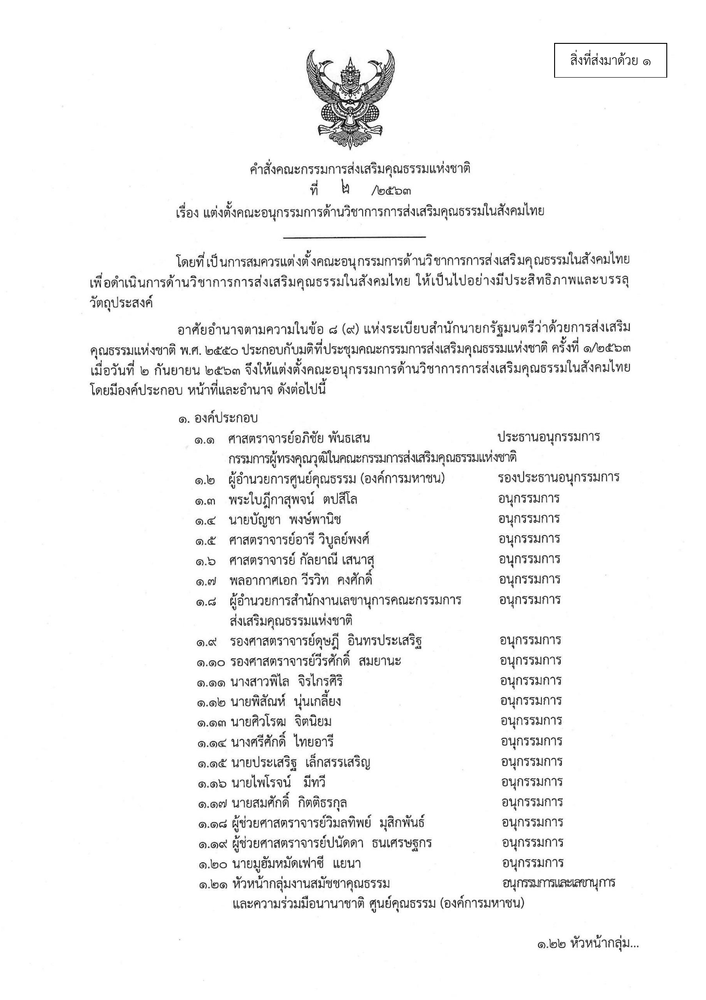 สิ่งที่ส่งมาด้วย ๑
คำสั่งคณะกรรมการส่งเสริมคุณธรรมแห่งชาติ
ที่ ๒ /๒๕๖๓
เรื่อง แต่งตั้งคณะอนุกรรมการด้านวิชาการการส่งเสริมคุณธรรมในสังคมไทย
โดยที่เป็นการสมควรแต่งตั้งคณะอนุกรรมการด้านวิชาการการส่งเสริมคุณธรรมในสังคมไทย
เพื่อดำเนินการด้านวิชาการการส่งเสริมคุณธรรมในสังคมไทย ให้เป็นไปอย่างมีประสิทธิภาพและบรรลุ
วัตถุประสงค์
อาศัยอำนาจตามความในข้อ ๘ (๙) แห่งระเบียบสำนักนายกรัฐมนตรีว่าด้วยการส่งเสริม
คุณธรรมแห่งชาติ พ.ศ. ๒๕๕๐ ประกอบกับมติที่ประชุมคณะกรรมการส่งเสริมคุณธรรมแห่งชาติ ครั้งที่ ๑/๒๕๖๓
เมื่อวันที่ ๒ กันยายน ๒๕๖๓ จึงให้แต่งตั้งคณะอนุกรรมการด้านวิชาการการส่งเสริมคุณธรรมในสังคมไทย
โดยมีองค์ประกอบ หน้าที่และอำนาจ ดังต่อไปนี้
๑. องค์ประกอบ
๑.๑ ศาสตราจารย์อภิชัย พันธเสน ประธานอนุกรรมการ
กรรมการผู้ทรงคุณวุฒิในคณะกรรมการส่งเสริมคุณธรรมแห่งชาติ
๑.๒ ผู้อำนวยการศูนย์คุณธรรม (องค์การมหาชน) รองประธานอนุกรรมการ
๑.๓ พระใบฎีกาสุพจน์ ตปสีโล อนุกรรมการ
๑.๔ นายบัญชา พงษ์พานิช อนุกรรมการ
๑.๕ ศาสตราจารย์อารี วิบูลย์พงศ์ อนุกรรมการ
๑.๖ ศาสตราจารย์ กัลยาณี เสนาสุ อนุกรรมการ
๑.๗ พลอากาศเอก วีรวิท คงศักดิ์ อนุกรรมการ
๑.๘ ผู้อำนวยการสำนักงานเลขานุการคณะกรรมการ อนุกรรมการ
ส่งเสริมคุณธรรมแห่งชาติ
๑.๙ รองศาสตราจารย์ดุษฎี อินทรประเสริฐ อนุกรรมการ
๑.๑๐ รองศาสตราจารย์วีรศักดิ์ สมยานะ อนุกรรมการ
๑.๑๑ นางสาวพิไล จิรไกรศิริ อนุกรรมการ
๑.๑๒ นายพิสัณห์ นุ่นเกลี้ยง อนุกรรมการ
๑.๑๓ นายศิวโรฒ จิตนิยม อนุกรรมการ
๑.๑๔ นางศรีศักดิ์ ไทยอารี อนุกรรมการ
๑.๑๕ นายประเสริฐ เล็กสรรเสริญ อนุกรรมการ
๑.๑๖ นายไพโรจน์ มีทวี อนุกรรมการ
๑.๑๗ นายสมศักดิ์ กิตติธรกุล อนุกรรมการ
๑.๑๘ ผู้ช่วยศาสตราจารย์วิมลทิพย์ มุสิกพันธ์ อนุกรรมการ
๑.๑๙ ผู้ช่วยศาสตราจารย์ปนัดดา ธนเศรษฐกร อนุกรรมการ
๑.๒๐ นายมูฮัมหมัดเฟาซี แยนา อนุกรรมการ
๑.๒๑ หัวหน้ากลุ่มงานสมัชชาคุณธรรม อนุกรรมการและเลขานุการ
และความร่วมมือนานาชาติ ศูนย์คุณธรรม (องค์การมหาชน)
๑.๒๒ หัวหน้ากลุ่ม...